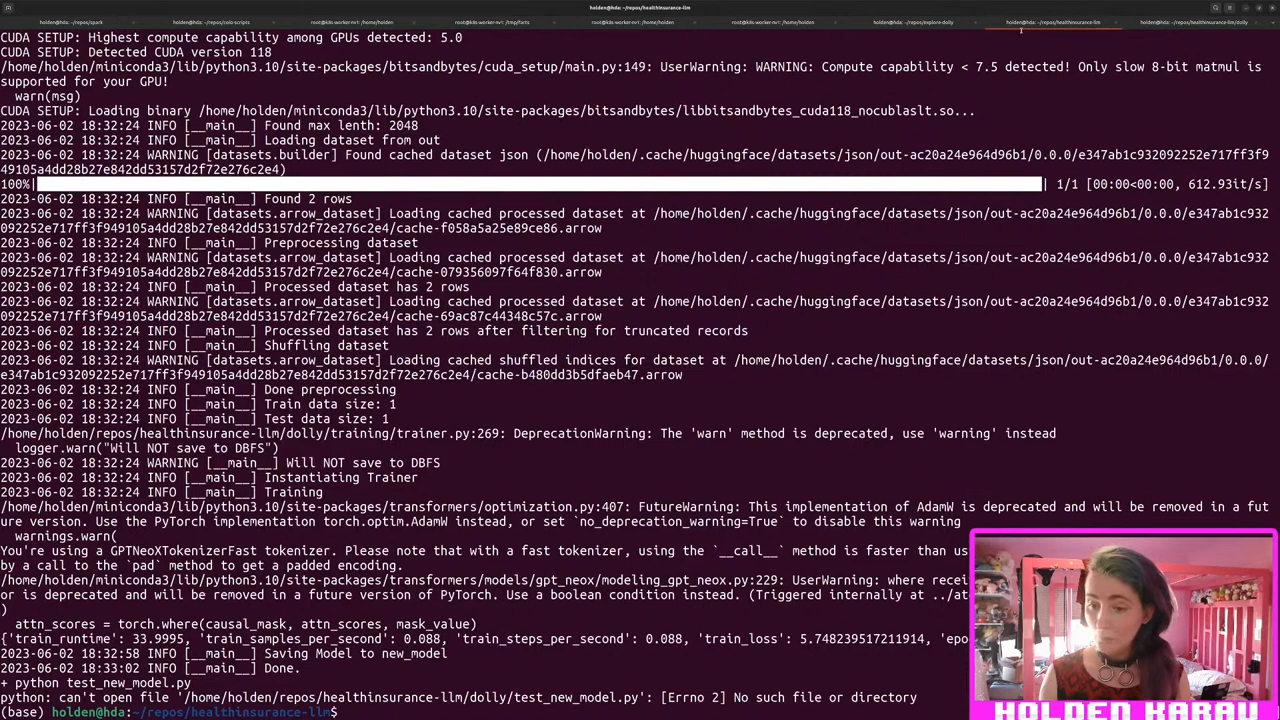 holden@hda: ~/repos/healthinsurance-llm
holden@hda: ~/repos/spark
holden@hda: ~/repos/colo-scripts
root@k8s-worker-nv1: /home/holden
root@k8s-worker-nv1: /tmp/farts
root@k8s-worker-nv1: /home/holden
root@k8s-worker-nv1: /home/holden
holden@hda: ~/repos/explore-dolly
holden@hda: ~/repos/healthinsurance-llm
holden@hda: ~/repos/healthinsurance-llm/dolly
CUDA SETUP: Highest compute capability among GPUs detected: 5.0
CUDA SETUP: Detected CUDA version 118
/home/holden/miniconda3/lib/python3.10/site-packages/bitsandbytes/cuda_setup/main.py:149: UserWarning: WARNING: Compute capability < 7.5 detected! Only slow 8-bit matmul is
supported for your GPU!
warn(msg)
CUDA SETUP: Loading binary /home/holden/miniconda3/lib/python3.10/site-packages/bitsandbytes/libbitsandbytes_cuda118_nocublaslt.so...
2023-06-02 18:32:24 INFO [__main__] Found max lenth: 2048
2023-06-02 18:32:24 INFO [__main__] Loading dataset from out
2023-06-02 18:32:24 WARNING [datasets.builder] Found cached dataset json (/home/holden/.cache/huggingface/datasets/json/out-ac20a24e964d96b1/0.0.0/e347ab1c932092252e717ff3f9
49105a4dd28b27e842dd53157d2f72e276c2e4)
100%| | 1/1 [00:00<00:00, 612.93it/s]
2023-06-02 18:32:24 INFO [__main__] Found 2 rows
2023-06-02 18:32:24 WARNING [datasets.arrow_dataset] Loading cached processed dataset at /home/holden/.cache/huggingface/datasets/json/out-ac20a24e964d96b1/0.0.0/e347ab1c932
092252e717ff3f949105a4dd28b27e842dd53157d2f72e276c2e4/cache-f058a5a25e89ce86.arrow
2023-06-02 18:32:24 INFO [__main__] Preprocessing dataset
2023-06-02 18:32:24 WARNING [datasets.arrow_dataset] Loading cached processed dataset at /home/holden/.cache/huggingface/datasets/json/out-ac20a24e964d96b1/0.0.0/e347ab1c932
092252e717ff3f949105a4dd28b27e842dd53157d2f72e276c2e4/cache-079356097f64f830.arrow
2023-06-02 18:32:24 INFO [__main__] Processed dataset has 2 rows
2023-06-02 18:32:24 WARNING [datasets.arrow_dataset] Loading cached processed dataset at /home/holden/.cache/huggingface/datasets/json/out-ac20a24e964d96b1/0.0.0/e347ab1c932
092252e717ff3f949105a4dd28b27e842dd53157d2f72e276c2e4/cache-69ac87c44348c57c.arrow
2023-06-02 18:32:24 INFO [__main__] Processed dataset has 2 rows after filtering for truncated records
2023-06-02 18:32:24 INFO [__main__] Shuffling dataset
2023-06-02 18:32:24 WARNING [datasets.arrow_dataset] Loading cached shuffled indices for dataset at /home/holden/.cache/huggingface/datasets/json/out-ac20a24e964d96b1/0.0.0/
e347ab1c932092252e717ff3f949105a4dd28b27e842dd53157d2f72e276c2e4/cache-b480dd3b5dfaeb47.arrow
2023-06-02 18:32:24 INFO [__main__] Done preprocessing
2023-06-02 18:32:24 INFO [__main__] Train data size: 1
2023-06-02 18:32:24 INFO [__main__] Test data size: 1
/home/holden/repos/healthinsurance-llm/dolly/training/trainer.py:269: DeprecationWarning: The 'warn' method is deprecated, use 'warning' instead
logger.warn("Will NOT save to DBFS")
2023-06-02 18:32:24 WARNING [__main__] Will NOT save to DBFS
2023-06-02 18:32:24 INFO [__main__] Instantiating Trainer
2023-06-02 18:32:24 INFO [__main__] Training
/home/holden/miniconda3/lib/python3.10/site-packages/transformers/optimization.py:407: FutureWarning: This implementation of AdamW is deprecated and will be removed in a fut
ure version. Use the PyTorch implementation torch.optim.AdamW instead, or set `no_deprecation_warning=True` to disable this warning
warnings.warn(
You're using a GPTNeoXTokenizerFast tokenizer. Please note that with a fast tokenizer, using the `__call__` method is faster than us
by a call to the `pad` method to get a padded encoding.
/home/holden/miniconda3/lib/python3.10/site-packages/transformers/models/gpt_neox/modeling_gpt_neox.py:229: UserWarning: where recei
or is deprecated and will be removed in a future version of PyTorch. Use a boolean condition instead. (Triggered internally at ../at
)
attn_scores = torch.where(causal_mask, attn_scores, mask_value)
{'train_runtime': 33.9995, 'train_samples_per_second': 0.088, 'train_steps_per_second': 0.088, 'train_loss': 5.748239517211914, 'epo
2023-06-02 18:32:58 INFO [__main__] Saving Model to new_model
2023-06-02 18:33:02 INFO [__main__] Done.
+ python test_new_model.py
python: can't open file '/home/holden/repos/healthinsurance-llm/dolly/test_new_model.py': [Errno 2] No such file or directory
(base) holden@hda:~/repos/healthinsurance-llm$
HOLDEN KARAU